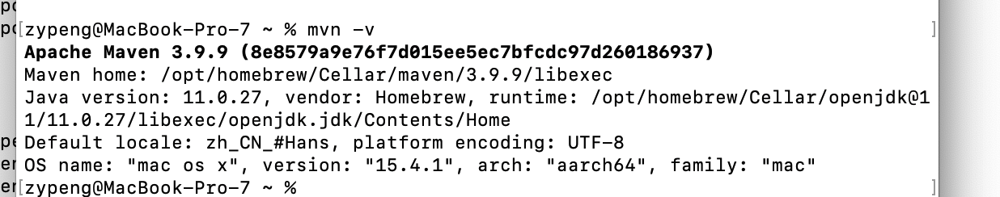 zypeng@MacBook-Pro-7 ~ % mvn -v
Apache Maven 3.9.9 (8e8579a9e76f7d015ee5ec7bfcdc97d260186937)
Maven home: /opt/homebrew/Cellar/maven/3.9.9/libexec
Java version: 11.0.27, vendor: Homebrew, runtime: /opt/homebrew/Cellar/openjdk@1
1/11.0.27/libexec/openjdk.jdk/Contents/Home
Default locale: zh_CN_#Hans, platform encoding: UTF-8
OS name: "mac os x", version: "15.4.1", arch: "aarch64", family: "mac"
zypeng@MacBook-Pro-7 ~ %